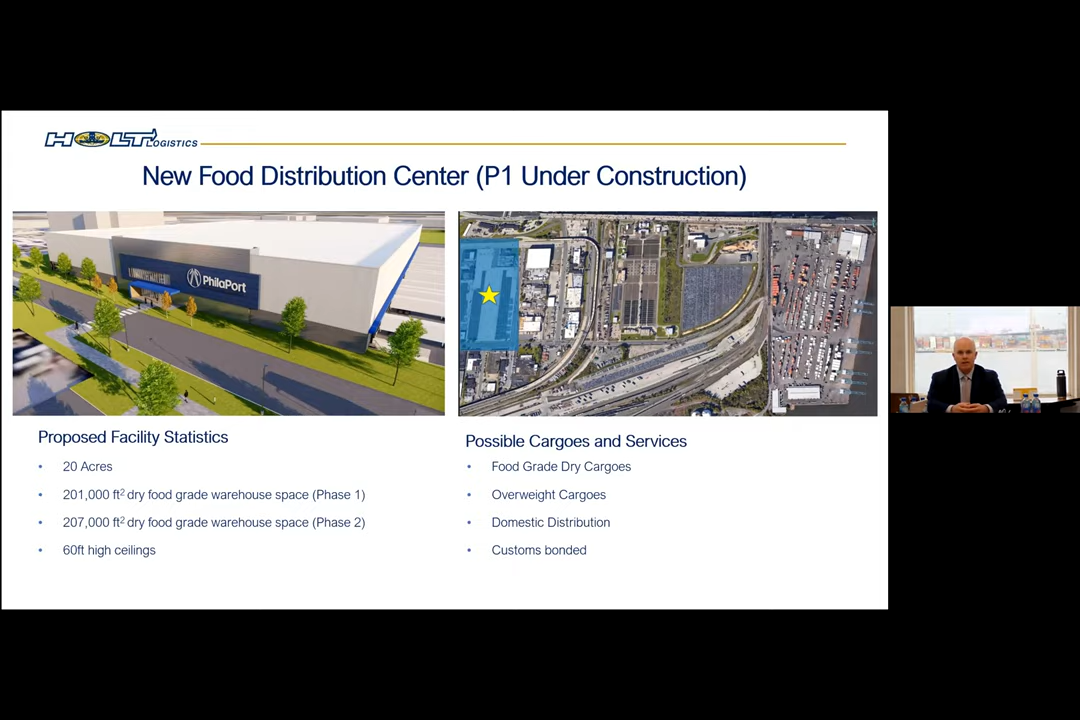 HOLT LOGISTICS
New Food Distribution Center (P1 Under Construction)
PhilaPort
Proposed Facility Statistics
• 20 Acres
• 201,000 ft² dry food grade warehouse space (Phase 1)
• 207,000 ft² dry food grade warehouse space (Phase 2)
• 60ft high ceilings
Possible Cargoes and Services
• Food Grade Dry Cargoes
• Overweight Cargoes
• Domestic Distribution
• Customs bonded